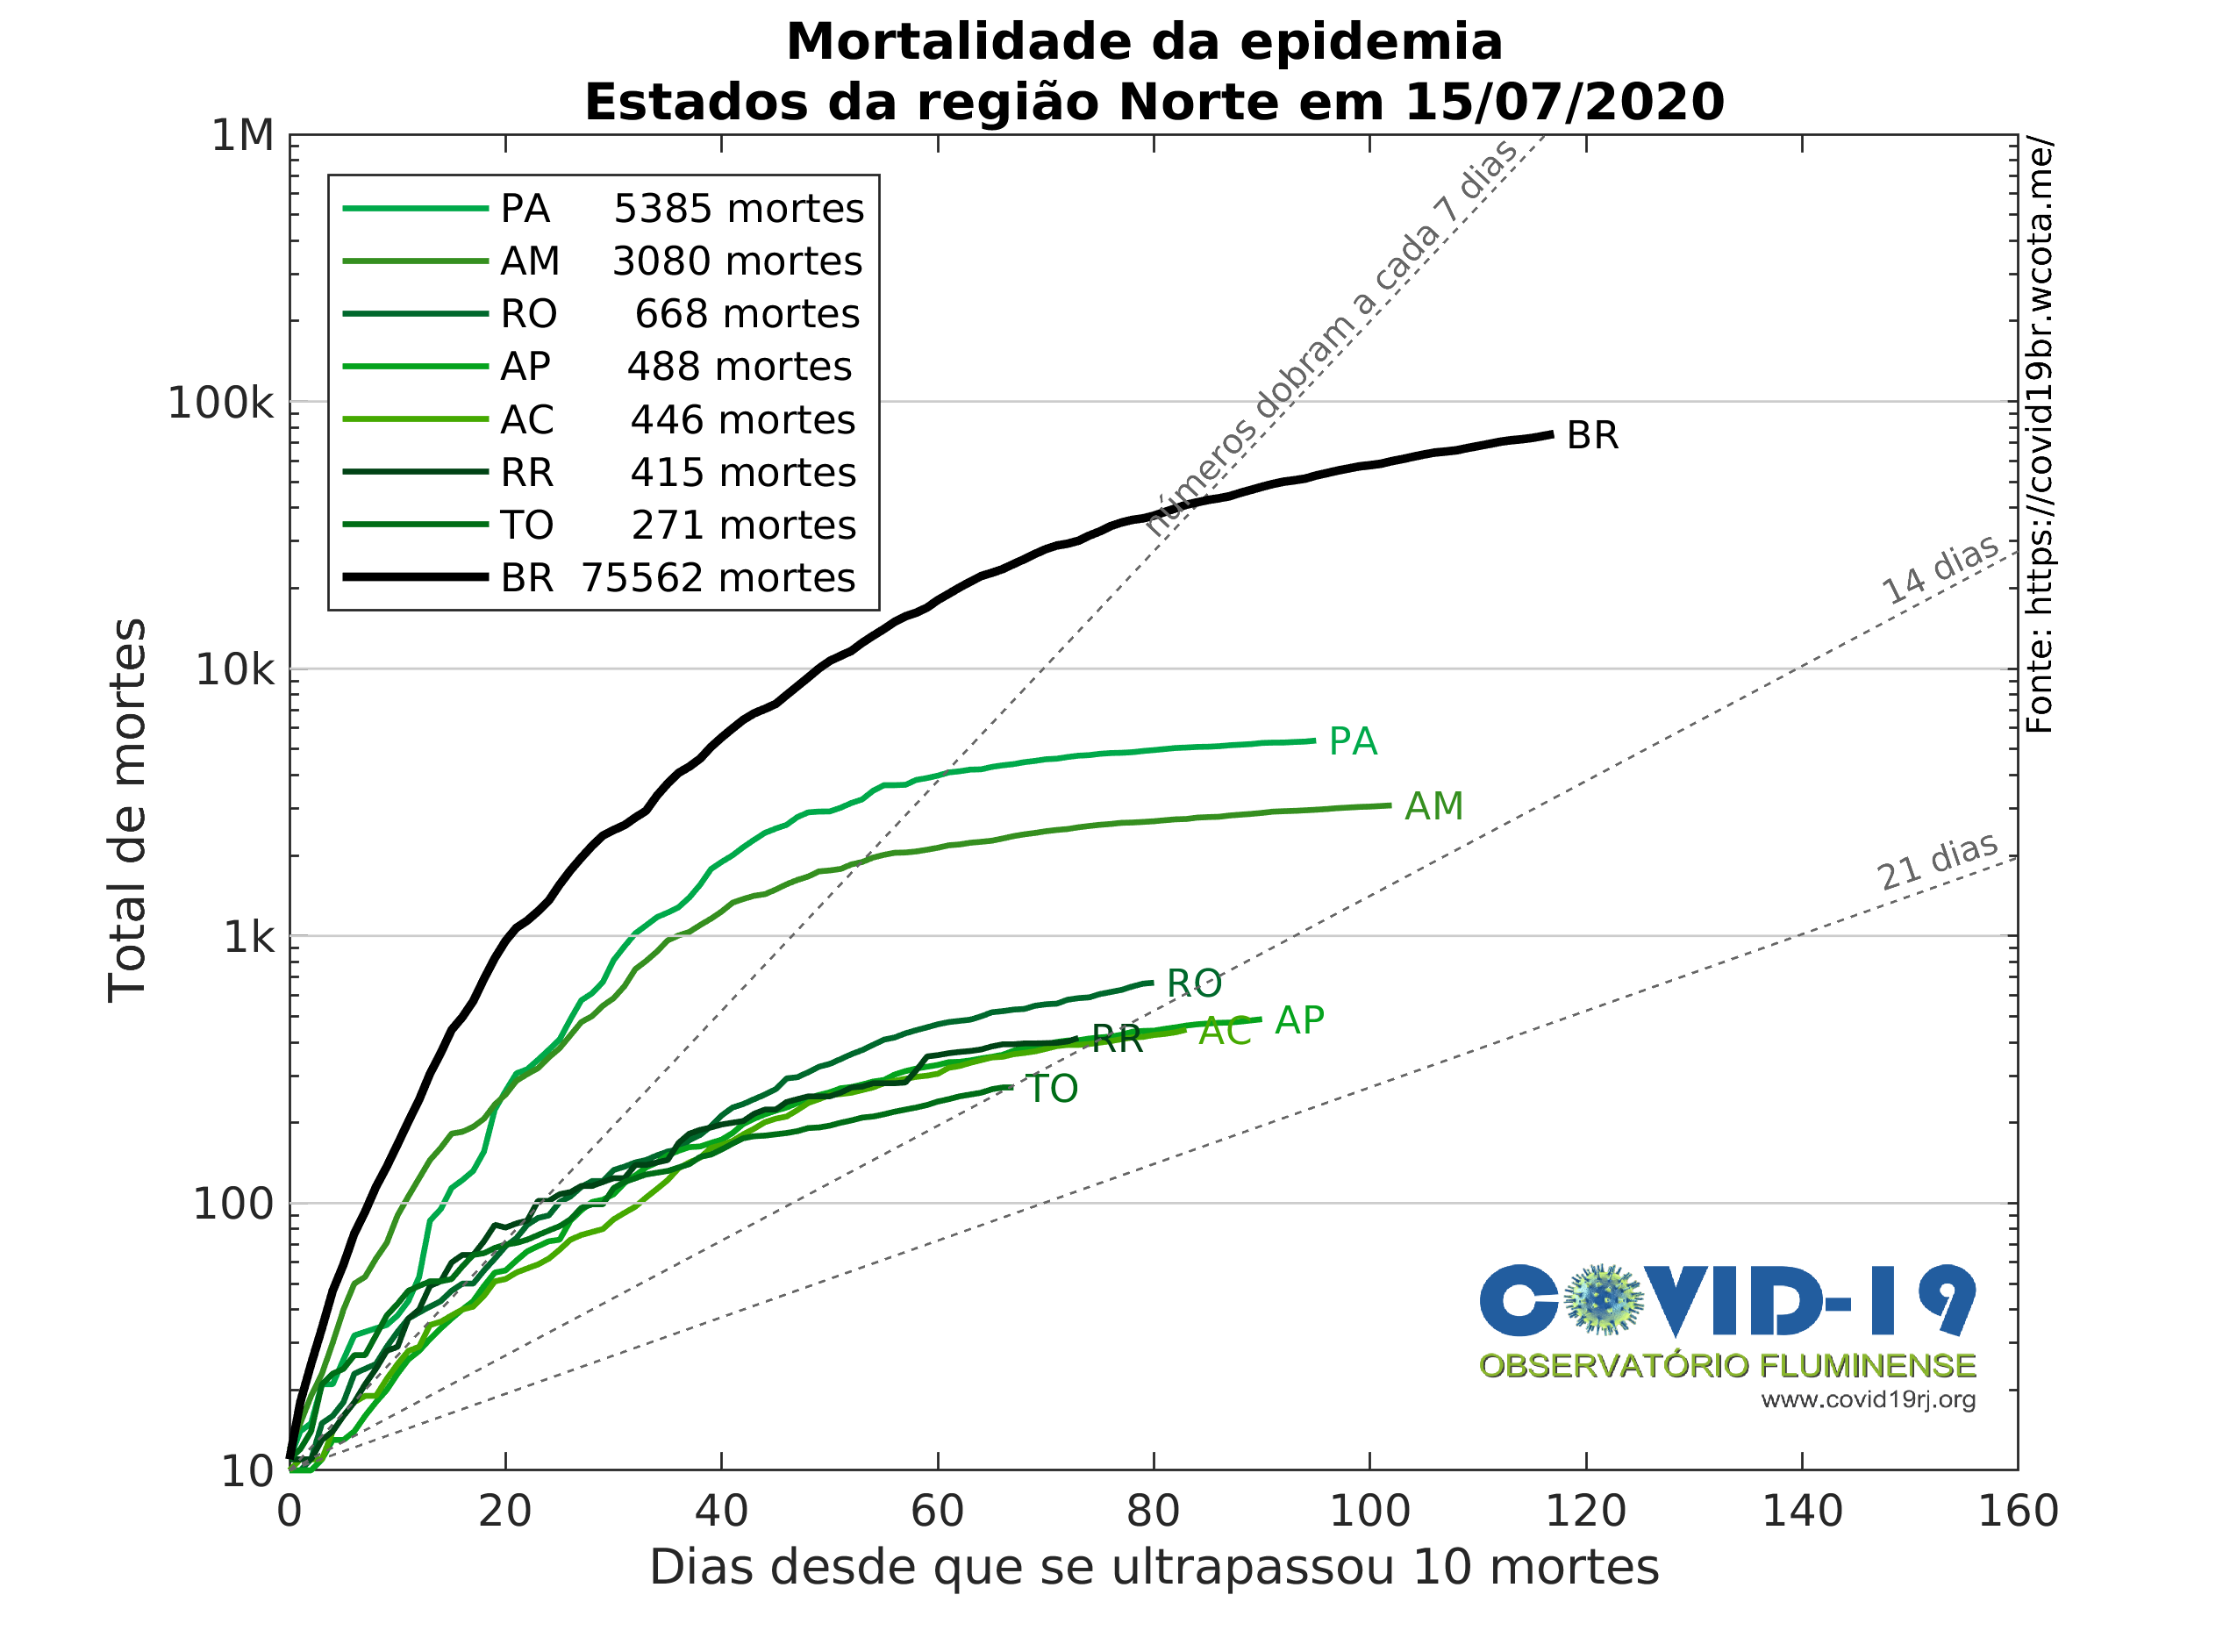 Mortalidade da epidemia
Estados da região Norte em 15/07/2020
1M
100k
10k
1k
100
10
Total de mortes
PA 5385 mortes
AM 3080 mortes
RO 668 mortes
AP 488 mortes
AC 446 mortes
RR 415 mortes
TO 271 mortes
BR 75562 mortes
números dobram a cada 7 dias
14 dias
21 dias
BR
PA
AM
RO
AP
AC
RR
TO
Fonte: https://covid19br.wcota.me/
COVID-19
OBSERVATÓRIO FLUMINENSE
www.covid19rj.org
0 20 40 60 80 100 120 140 160
Dias desde que se ultrapassou 10 mortes